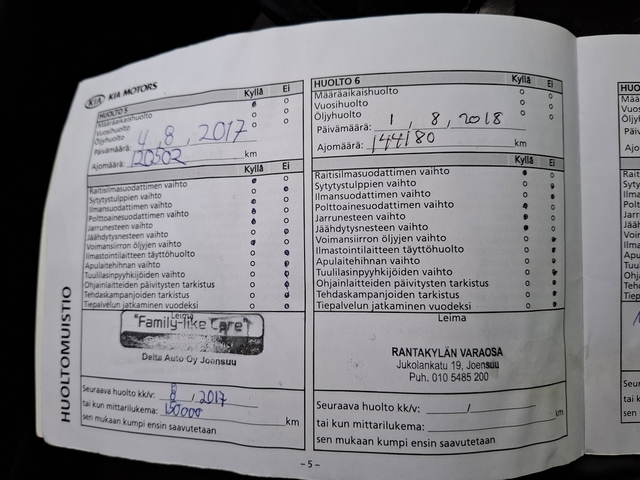 KIA KIA MOTORS
HUOLTO 5 Kyllä Ei
Määräaikaishuolto
Vuosihuolto
Öljyhuolto
Päivämäärä: 4, 8, 2017
Ajomäärä: 120502 km
Kyllä Ei
Raitisilmasuodattimen vaihto
Sytytystulppien vaihto
Ilmansuodattimen vaihto
Polttoainesuodattimen vaihto
Jarrunesteen vaihto
Jäähdytysnesteen vaihto
Voimansiirron öljyjen vaihto
Ilmastointilaitteen täyttöhuolto
Apulaitehihnan vaihto
Tuulilasinpyyhkijöiden vaihto
Ohjainlaitteiden päivitysten tarkistus
Tehdaskampanjoiden tarkistus
Tiepalvelun jatkaminen vuodeksi
Leima
"Family-like Care"
Delta Auto Oy Joensuu
Seuraava huolto kk/v: 8, 2017
tai kun mittarilukema: 150000 km
sen mukaan kumpi ensin saavutetaan
HUOLTOMUISTIO
HUOLTO 6 Kyllä Ei
Määräaikaishuolto
Vuosihuolto
Öljyhuolto
Päivämäärä: 1, 8, 2018
Ajomäärä: 144180 km
Kyllä Ei
Raitisilmasuodattimen vaihto
Sytytystulppien vaihto
Ilmansuodattimen vaihto
Polttoainesuodattimen vaihto
Jarrunesteen vaihto
Jäähdytysnesteen vaihto
Voimansiirron öljyjen vaihto
Ilmastointilaitteen täyttöhuolto
Apulaitehihnan vaihto
Tuulilasinpyyhkijöiden vaihto
Ohjainlaitteiden päivitysten tarkistus
Tehdaskampanjoiden tarkistus
Tiepalvelun jatkaminen vuodeksi
Leima
RANTAKYLÄN VARAOSA
Jukolankatu 19, Joensuu
Puh. 010 5485 200
Seuraava huolto kk/v: /
tai kun mittarilukema: km
sen mukaan kumpi ensin saavutetaan
-5-